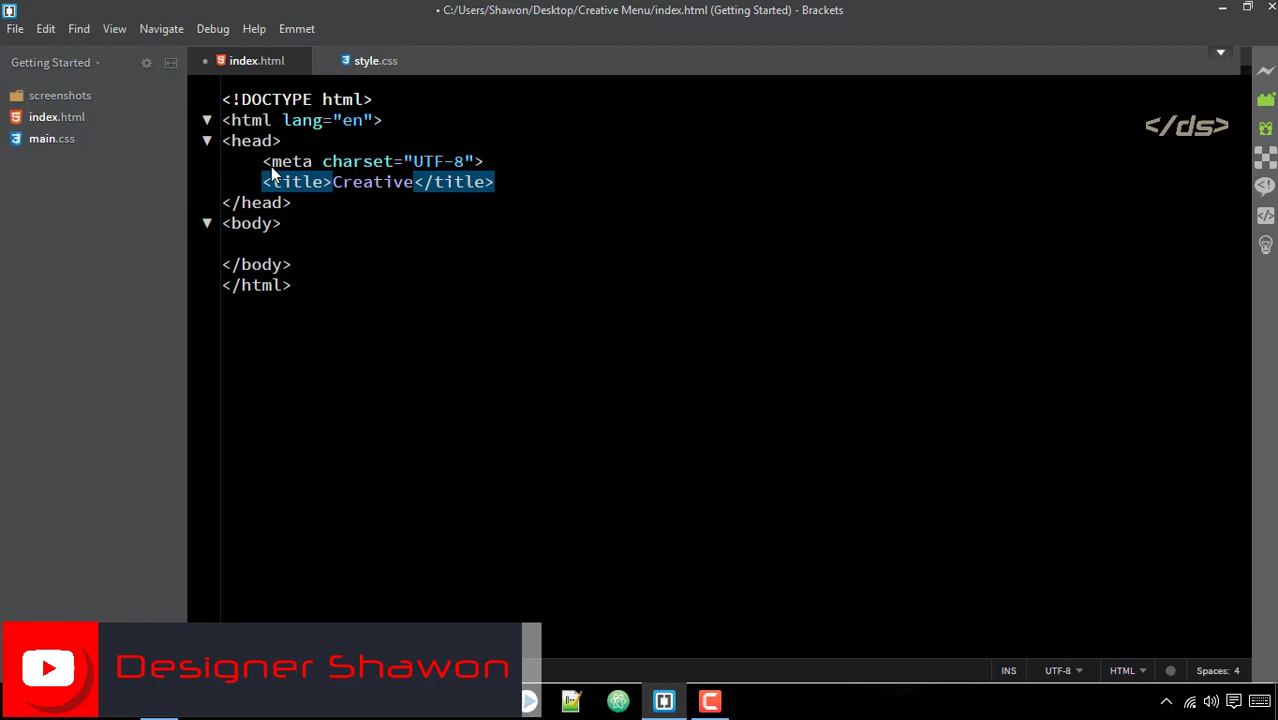 • C:/Users/Shawon/Desktop/Creative Menu/index.html (Getting Started) - Brackets
File Edit Find View Navigate Debug Help Emmet
Getting Started
index.html style.css
screenshots
index.html
main.css
<!DOCTYPE html>
<html lang="en">
<head>
<meta charset="UTF-8">
<title>Creative</title>
</head>
<body>
</body>
</html>
</ds>
Designer Shawon
INS UTF-8 HTML Spaces: 4